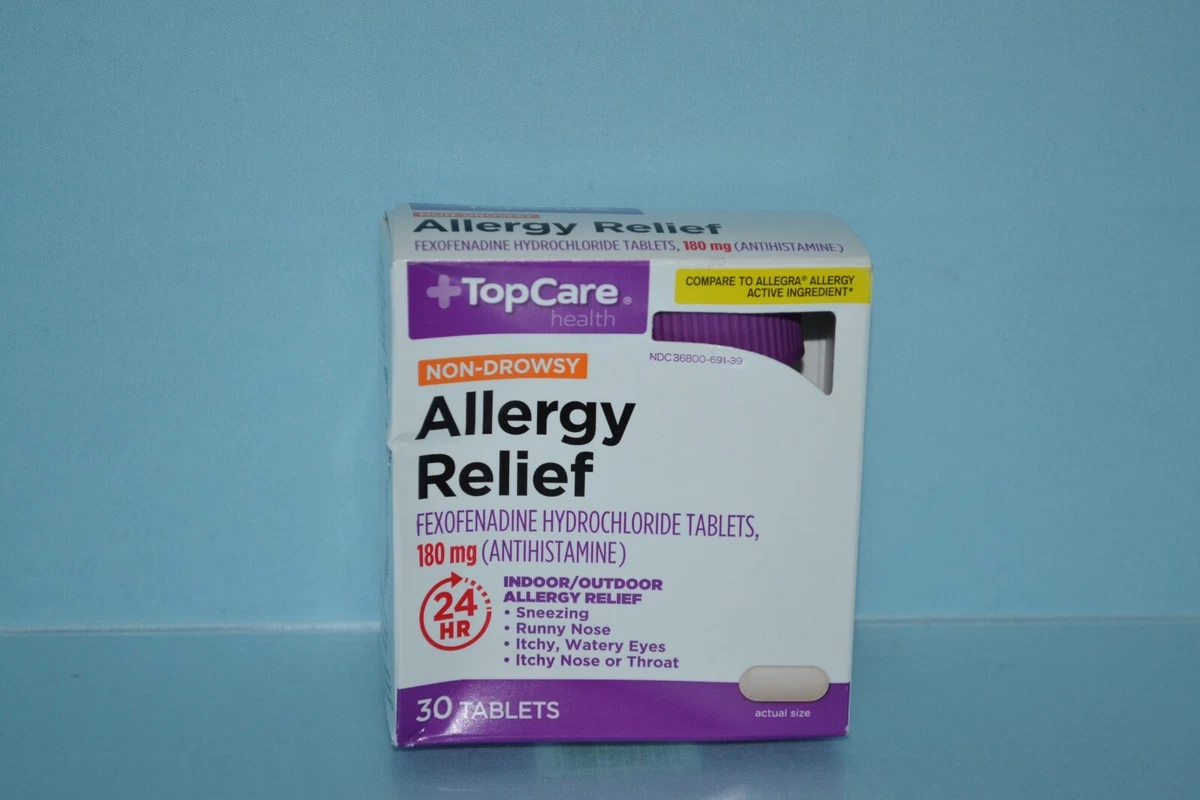 NON-DROWSY
Allergy Relief
FEXOFENADINE HYDROCHLORIDE TABLETS, 180 mg (ANTIHISTAMINE)
TopCare®
health
COMPARE TO ALLEGRA® ALLERGY
ACTIVE INGREDIENT*
NDC 36800-691-39
NON-DROWSY
Allergy
Relief
FEXOFENADINE HYDROCHLORIDE TABLETS,
180 mg (ANTIHISTAMINE)
24
HR
INDOOR/OUTDOOR
ALLERGY RELIEF
• Sneezing
• Runny Nose
• Itchy, Watery Eyes
• Itchy Nose or Throat
30 TABLETS
actual size